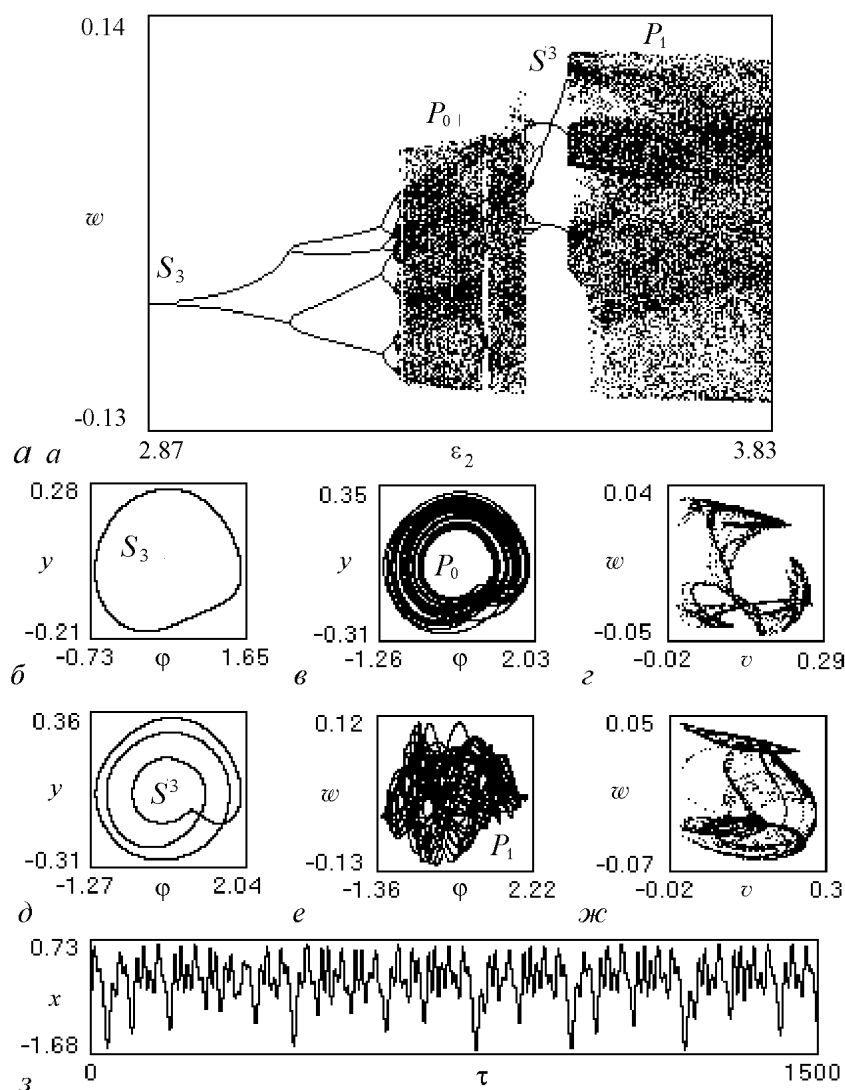 0.14
P₁
S³
P₀
w
S₃
-0.13
а а
2.87
ε₂
3.83
0.28
y
S₃
-0.21
-0.73
φ
1.65
б
0.35
y
P₀
-0.31
-1.26
φ
2.03
в
0.04
w
-0.05
-0.02
v
0.29
г
0.36
y
S³
-0.31
-1.27
φ
2.04
д
0.12
w
P₁
-0.13
-1.36
φ
2.22
е
0.05
w
-0.07
-0.02
v
0.3
ж
0.73
x
-1.68
0
τ
1500
з